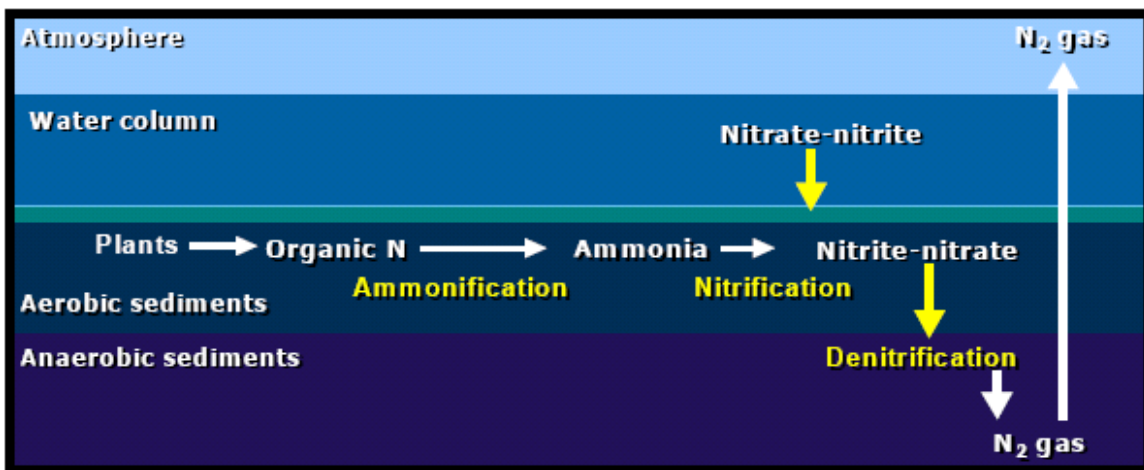 Atmosphere
N₂ gas
Water column
Nitrate-nitrite
Plants
Organic N
Ammonia
Nitrite-nitrate
Ammonification
Nitrification
Aerobic sediments
Anaerobic sediments
Denitrification
N₂ gas